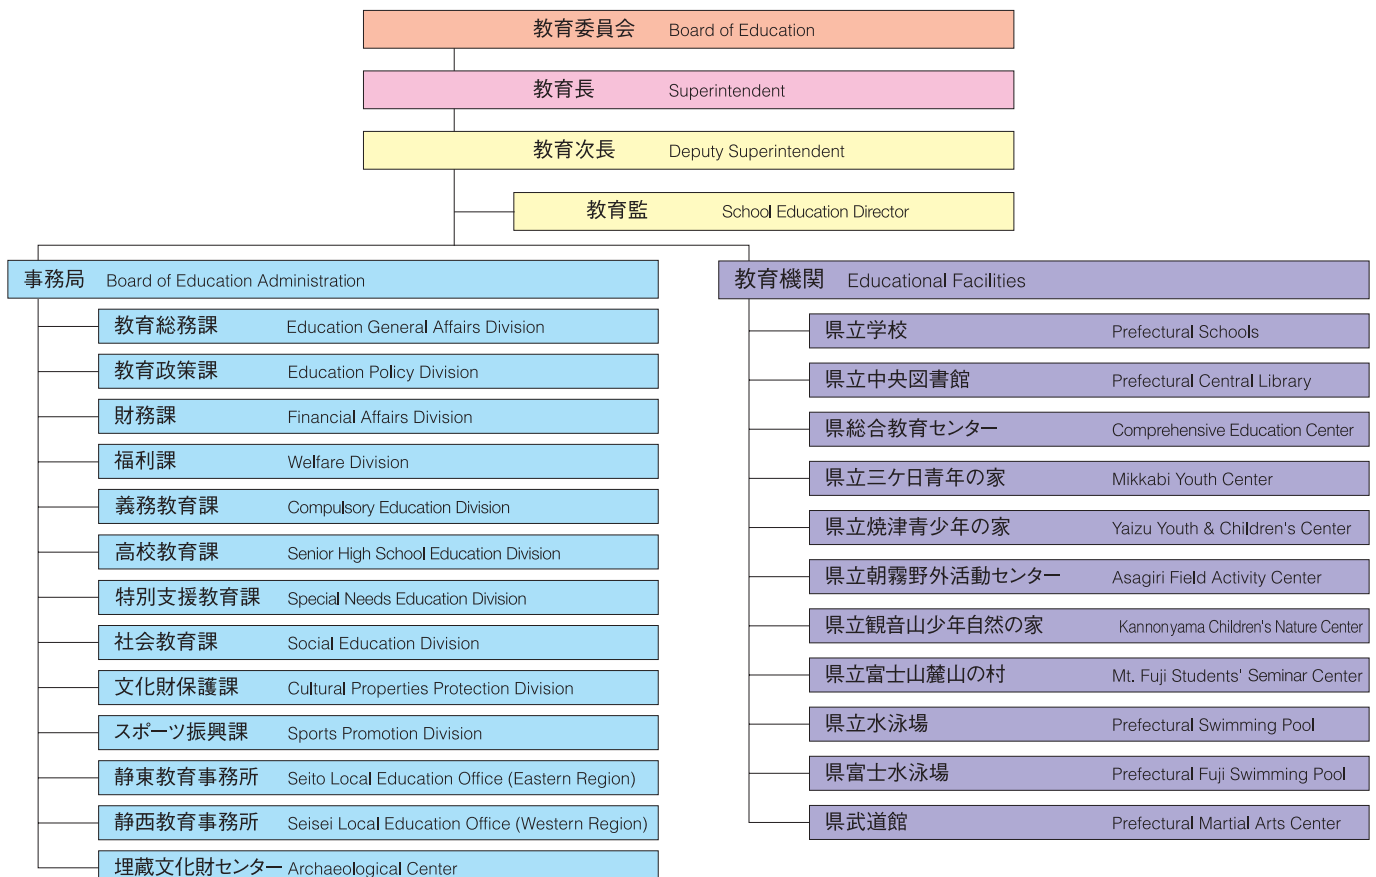 教育委員会 Board of Education
教育長 Superintendent
教育次長 Deputy Superintendent
教育監 School Education Director
事務局 Board of Education Administration
教育総務課 Education General Affairs Division
教育政策課 Education Policy Division
財務課 Financial Affairs Division
福利課 Welfare Division
義務教育課 Compulsory Education Division
高校教育課 Senior High School Education Division
特別支援教育課 Special Needs Education Division
社会教育課 Social Education Division
文化財保護課 Cultural Properties Protection Division
スポーツ振興課 Sports Promotion Division
静東教育事務所 Seito Local Education Office (Eastern Region)
静西教育事務所 Seisei Local Education Office (Western Region)
埋蔵文化財センター Archaeological Center
教育機関 Educational Facilities
県立学校 Prefectural Schools
県立中央図書館 Prefectural Central Library
県総合教育センター Comprehensive Education Center
県立三ケ日青年の家 Mikkabi Youth Center
県立焼津青少年の家 Yaizu Youth & Children's Center
県立朝霧野外活動センター Asagiri Field Activity Center
県立観音山少年自然の家 Kannonyama Children's Nature Center
県立富士山麓山の村 Mt. Fuji Students' Seminar Center
県立水泳場 Prefectural Swimming Pool
県富士水泳場 Prefectural Fuji Swimming Pool
県武道館 Prefectural Martial Arts Center